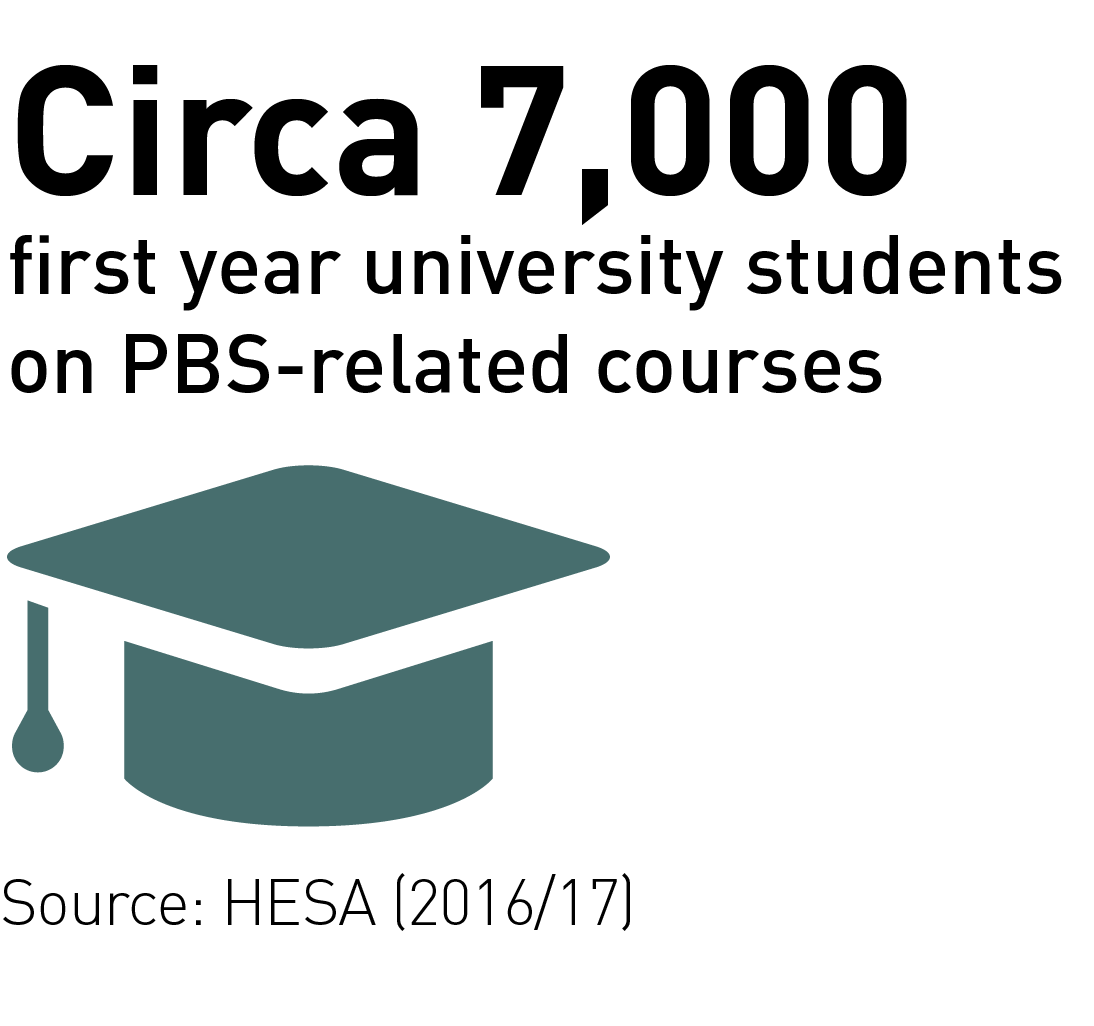 Circa 7,000
first year university students
on PBS-related courses
Source: HESA (2016/17)